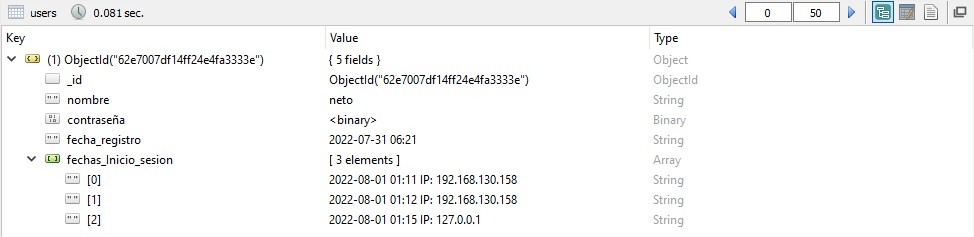 users 0.081 sec. 0 50
Key Value Type
(1) ObjectId("62e7007df14ff24e4fa3333e") { 5 fields } Object
_id ObjectId("62e7007df14ff24e4fa3333e") ObjectId
nombre neto String
contraseña <binary> Binary
fecha_registro 2022-07-31 06:21 String
fechas_Inicio_sesion [ 3 elements ] Array
[0] 2022-08-01 01:11 IP: 192.168.130.158 String
[1] 2022-08-01 01:12 IP: 192.168.130.158 String
[2] 2022-08-01 01:15 IP: 127.0.0.1 String